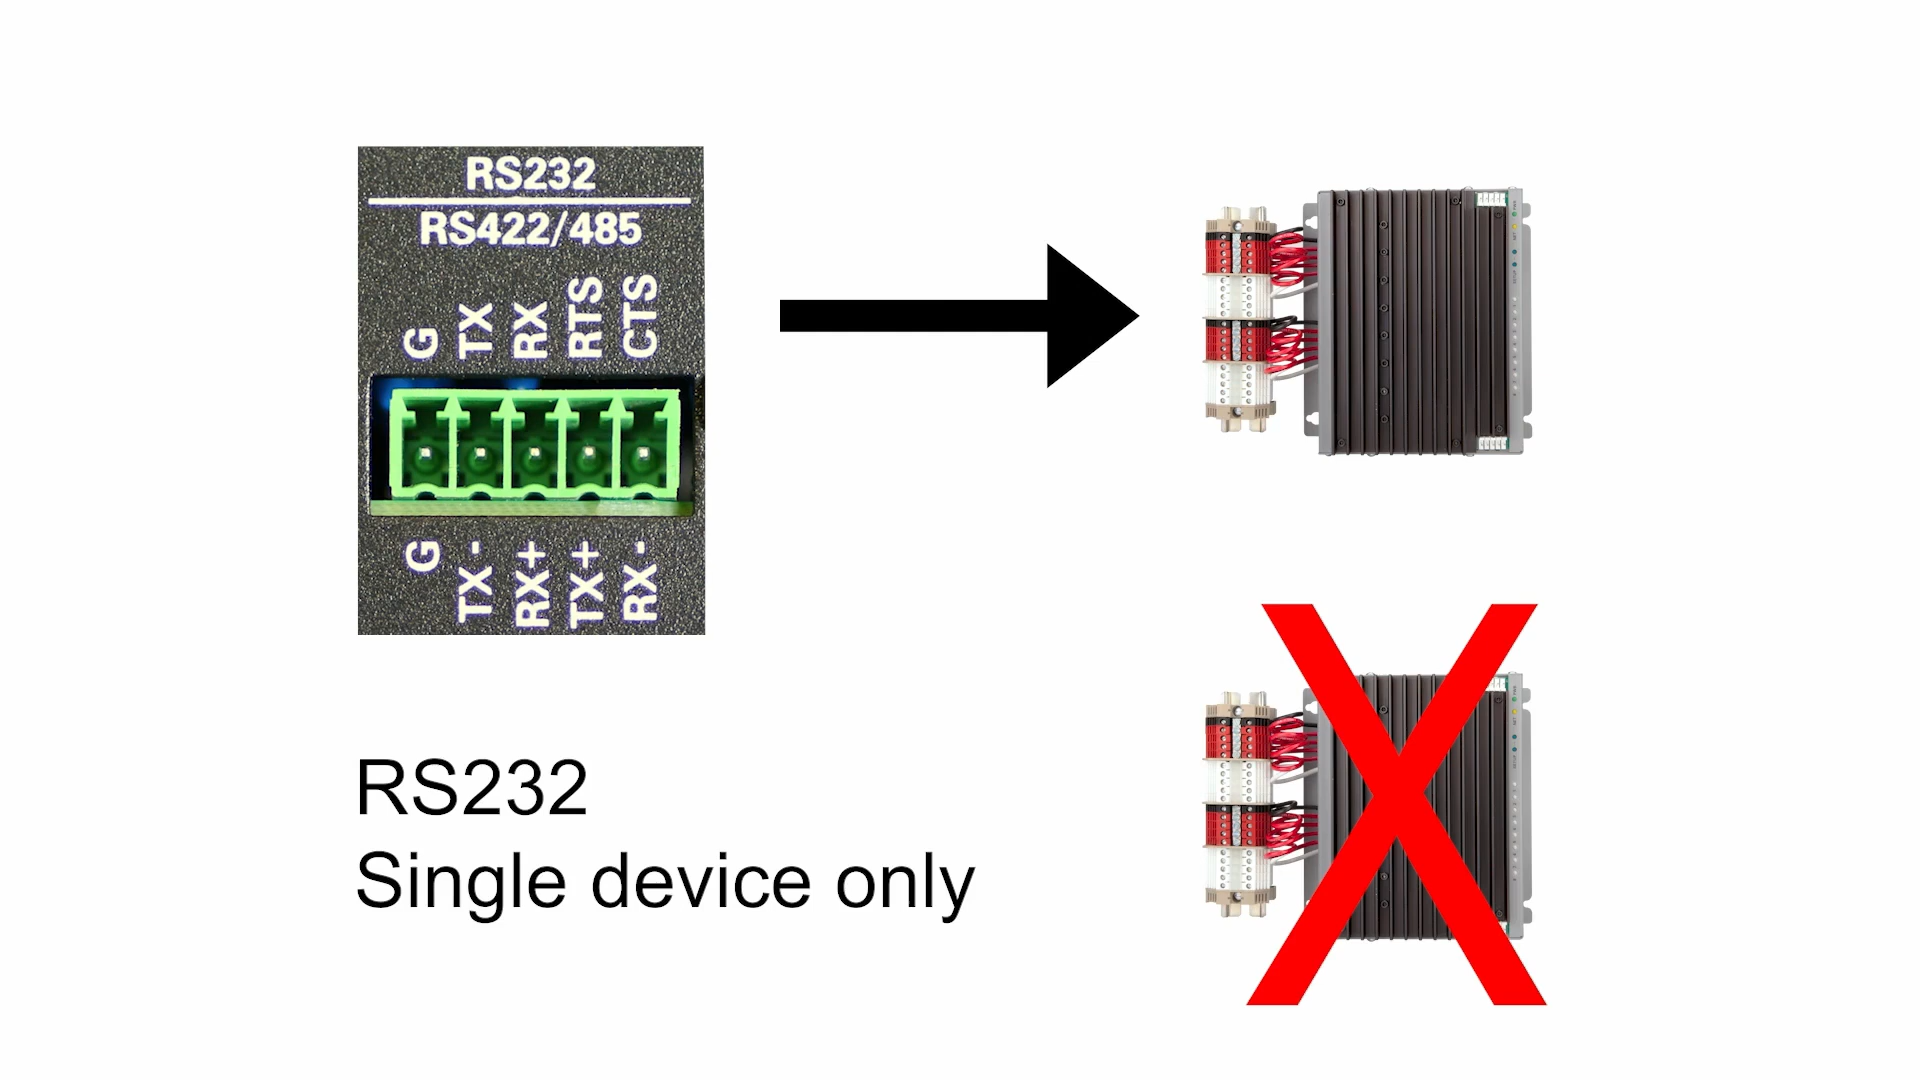 RS232
RS422/485
G TX RX RTS CTS
G TX- RX+ TX+ RX-
RS232
Single device only